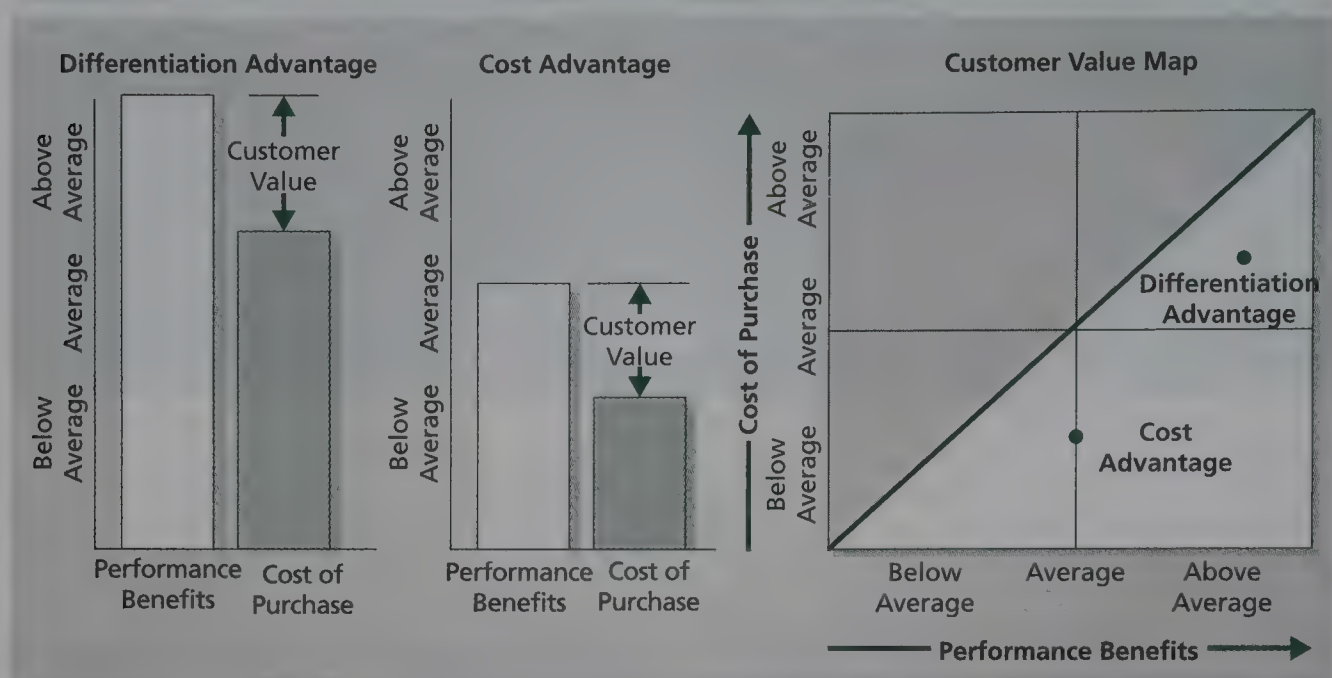 Differentiation Advantage
Above
Average
Average
Below
Average
Customer
Value
Performance
Benefits
Cost of
Purchase
Cost Advantage
Above
Average
Average
Below
Average
Customer
Value
Performance
Benefits
Cost of
Purchase
Customer Value Map
Cost of Purchase
Above
Average
Average
Below
Average
Differentiation
Advantage
Cost
Advantage
Below
Average
Average
Above
Average
Performance Benefits